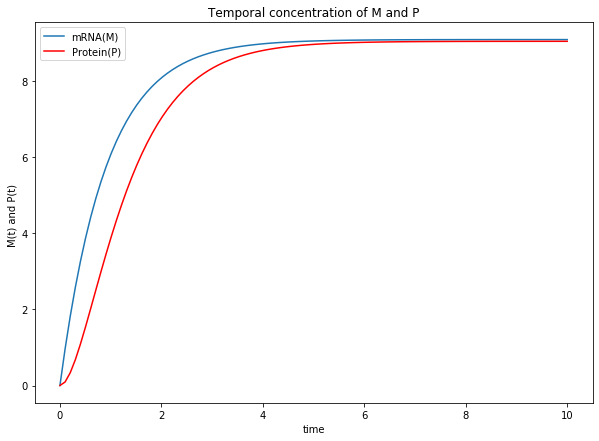 Temporal concentration of M and P
mRNA(M)
Protein(P)
M(t) and P(t)
8
6
4
2
0
0 2 4 6 8 10
time